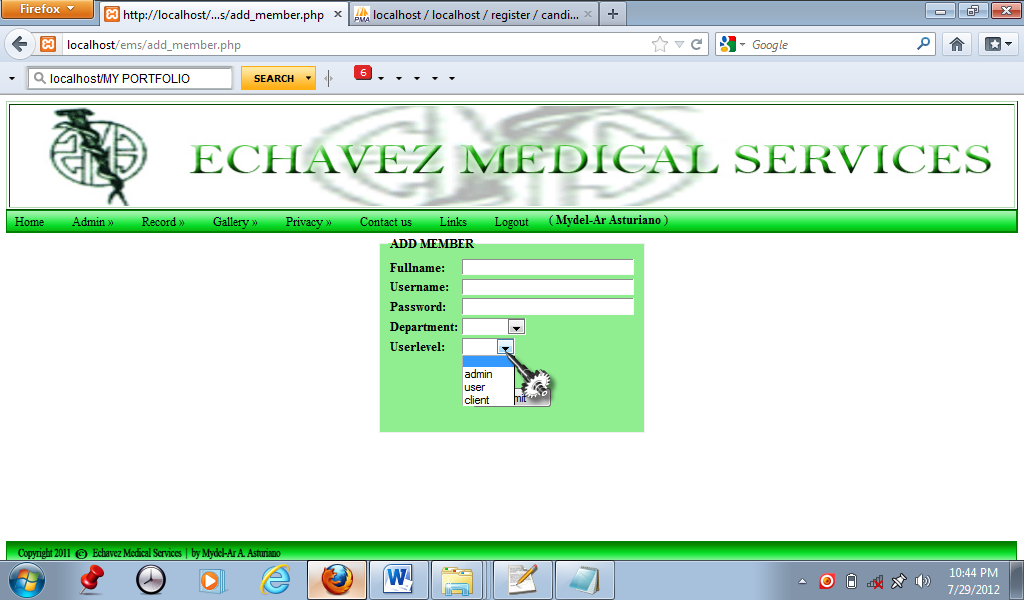 Firefox
http://localhost/...s/add_member.php
localhost / localhost / register / candi...
localhost/ems/add_member.php
Google
localhost/MY PORTFOLIO
SEARCH
6
ECHAVEZ MEDICAL SERVICES
Home Admin » Record » Gallery » Privacy » Contact us Links Logout ( Mydel-Ar Asturiano )
ADD MEMBER
Fullname:
Username:
Password:
Department:
Userlevel:
admin
user
client
mit
Copyright 2011 © Echavez Medical Services | by Mydel-Ar A. Asturiano
10:44 PM
7/29/2012